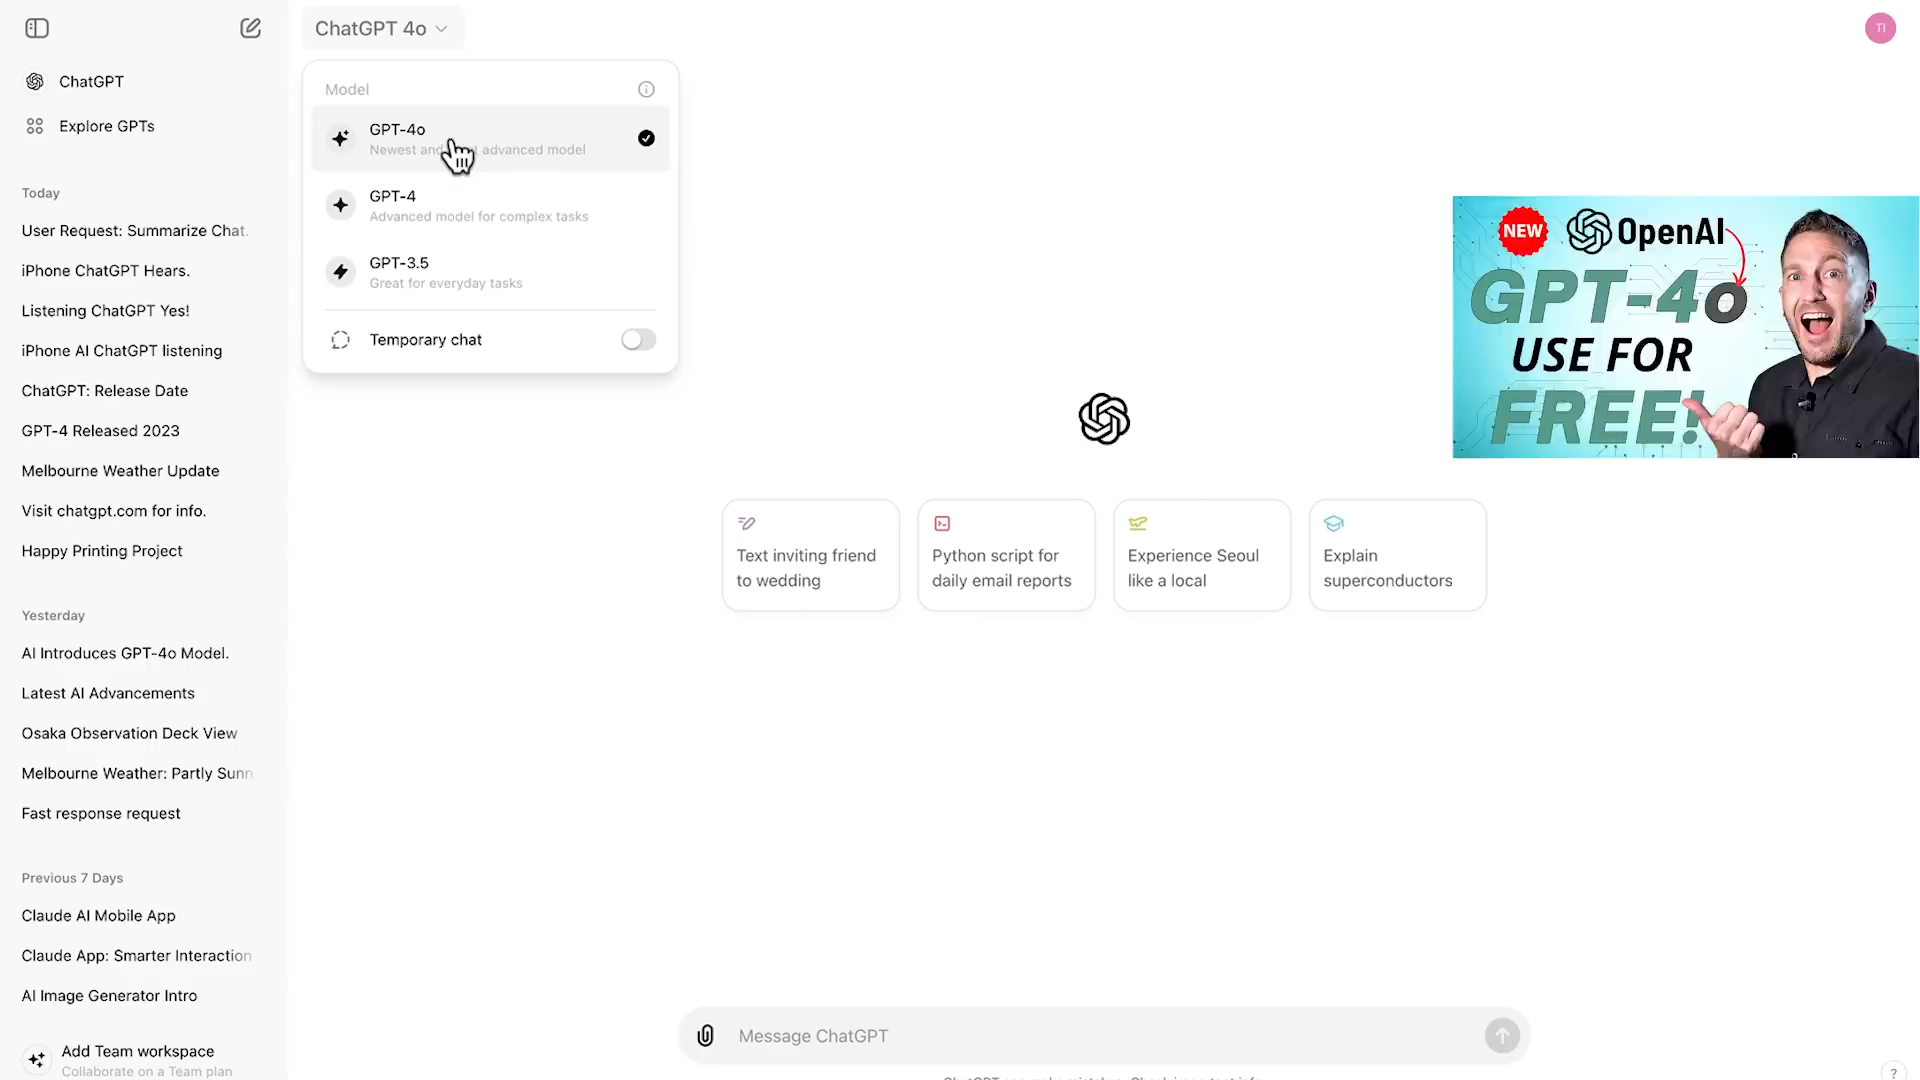 ChatGPT 4o
TI
ChatGPT
Explore GPTs
Today
User Request: Summarize Chat.
iPhone ChatGPT Hears.
Listening ChatGPT Yes!
iPhone AI ChatGPT listening
ChatGPT: Release Date
GPT-4 Released 2023
Melbourne Weather Update
Visit chatgpt.com for info.
Happy Printing Project
Yesterday
AI Introduces GPT-4o Model.
Latest AI Advancements
Osaka Observation Deck View
Melbourne Weather: Partly Sunn
Fast response request
Previous 7 Days
Claude AI Mobile App
Claude App: Smarter Interaction
AI Image Generator Intro
Add Team workspace
Collaborate on a Team plan
Model
GPT-4o
Newest and advanced model
GPT-4
Advanced model for complex tasks
GPT-3.5
Great for everyday tasks
Temporary chat
NEW
OpenAI
GPT-4o
USE FOR
FREE!
Text inviting friend
to wedding
Python script for
daily email reports
Experience Seoul
like a local
Explain
superconductors
Message ChatGPT
?